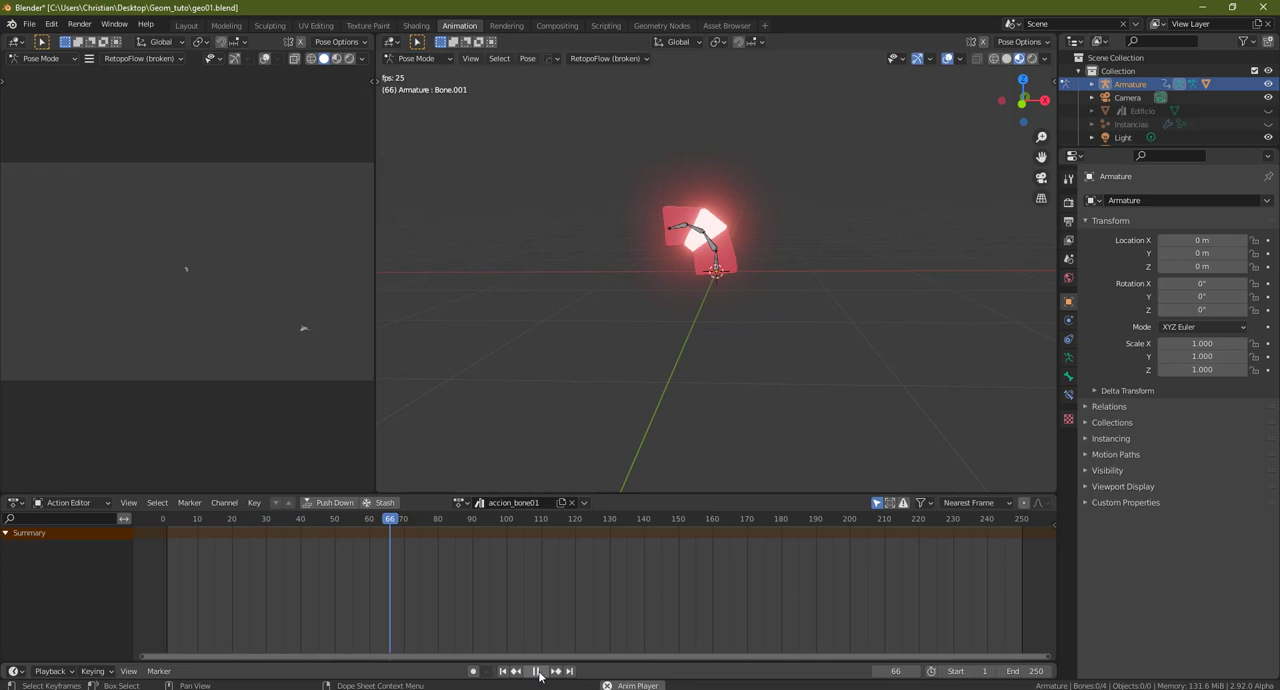 Blender* [C:\Users\Christian\Desktop\Geom_tuto\geo01.blend]
File Edit Render Window Help Layout Modeling Sculpting UV Editing Texture Paint Shading Animation Rendering Compositing Scripting Geometry Nodes Asset Browser + Scene View Layer
Global Pose Options
Global Pose Options
Pose Mode RetopoFlow (broken)
Pose Mode View Select Pose RetopoFlow (broken)
fps: 25
(66) Armature : Bone.001
Z
X
Scene Collection
Collection
Armature
Camera
Edificio
Instancias
Light
Armature
Armature
Transform
Location X 0 m
Y 0 m
Z 0 m
Rotation X 0°
Y 0°
Z 0°
Mode XYZ Euler
Scale X 1.000
Y 1.000
Z 1.000
Delta Transform
Relations
Collections
Instancing
Motion Paths
Visibility
Viewport Display
Custom Properties
Action Editor View Select Marker Channel Key Push Down Stash accion_bone01 Nearest Frame
0 10 20 30 40 50 60 66 70 80 90 100 110 120 130 140 150 160 170 180 190 200 210 220 230 240 250
Summary
Playback Keying View Marker 66 Start 1 End 250
Select Keyframes Box Select Pan View Dope Sheet Context Menu Anim Player Armature | Bones:0/4 | Objects:0/0 | Memory: 131.6 MiB | 2.92.0 Alpha